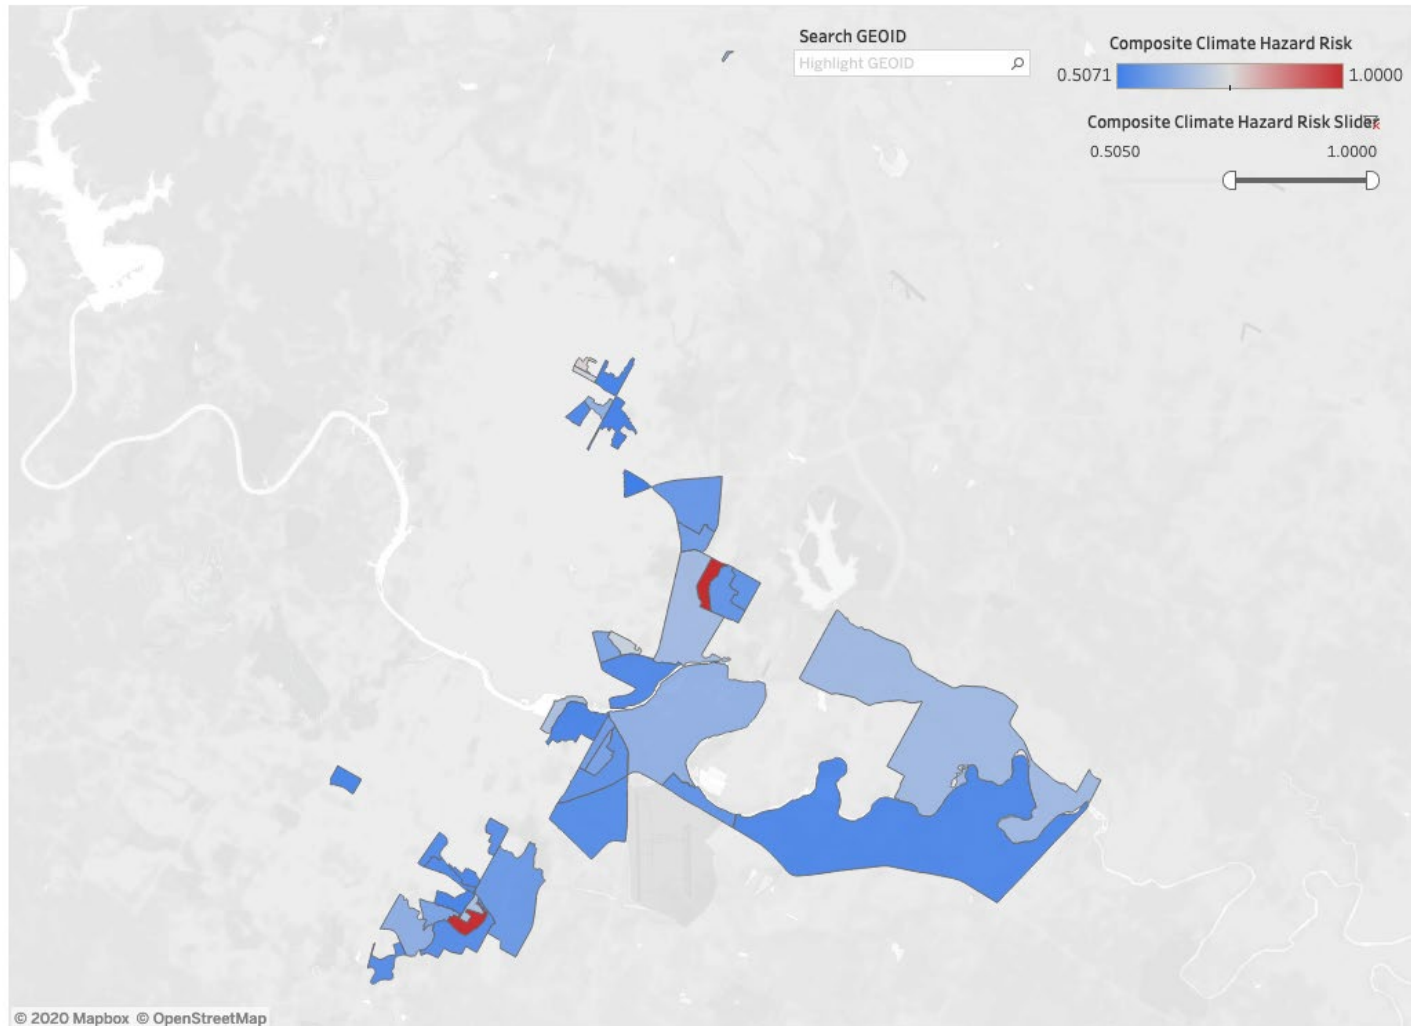 Search GEOID
Highlight GEOID
Composite Climate Hazard Risk
0.5071 1.0000
Composite Climate Hazard Risk Slider
0.5050 1.0000
© 2020 Mapbox © OpenStreetMap